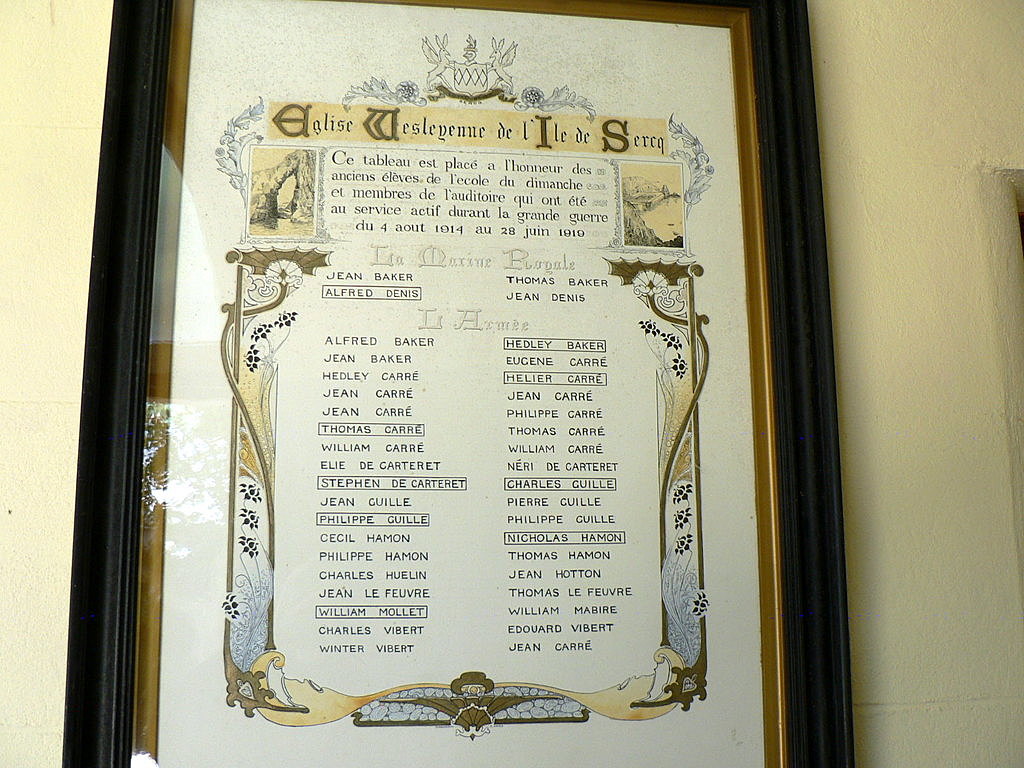 Eglise Wesleyenne de l'Ile de Sercq
Ce tableau est placé a l'honneur des
anciens élèves de l'ecole du dimanche
et membres de l'auditoire qui ont été
au service actif durant la grande guerre
du 4 aout 1914 au 28 juin 1919
La Marine Royale
JEAN BAKER THOMAS BAKER
ALFRED DENIS JEAN DENIS
L'Armée
ALFRED BAKER HEDLEY BAKER
JEAN BAKER EUGENE CARRÉ
HEDLEY CARRÉ HELIER CARRÉ
JEAN CARRÉ JEAN CARRÉ
JEAN CARRÉ PHILIPPE CARRÉ
THOMAS CARRÉ THOMAS CARRÉ
WILLIAM CARRÉ WILLIAM CARRÉ
ELIE DE CARTERET NÉRI DE CARTERET
STEPHEN DE CARTERET CHARLES GUILLE
JEAN GUILLE PIERRE GUILLE
PHILIPPE GUILLE PHILIPPE GUILLE
CECIL HAMON NICHOLAS HAMON
PHILIPPE HAMON THOMAS HAMON
CHARLES HUELIN JEAN HOTTON
JEAN LE FEUVRE THOMAS LE FEUVRE
WILLIAM MOLLET WILLIAM MABIRE
CHARLES VIBERT EDOUARD VIBERT
WINTER VIBERT JEAN CARRÉ